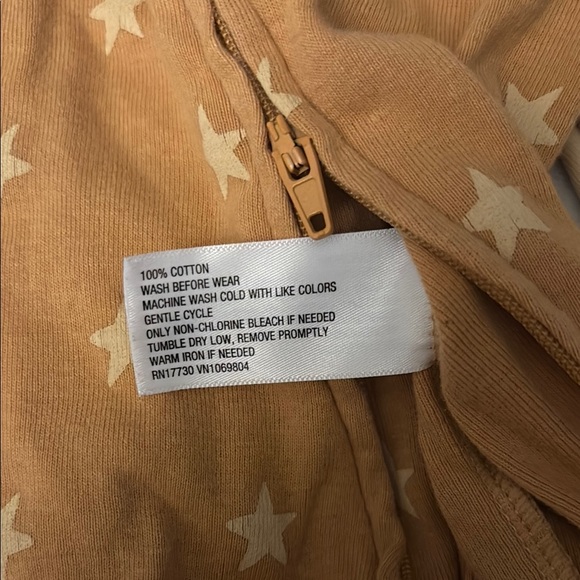 100% COTTON
WASH BEFORE WEAR
MACHINE WASH COLD WITH LIKE COLORS
GENTLE CYCLE
ONLY NON-CHLORINE BLEACH IF NEEDED
TUMBLE DRY LOW, REMOVE PROMPTLY
WARM IRON IF NEEDED
RN17730 VN1069804